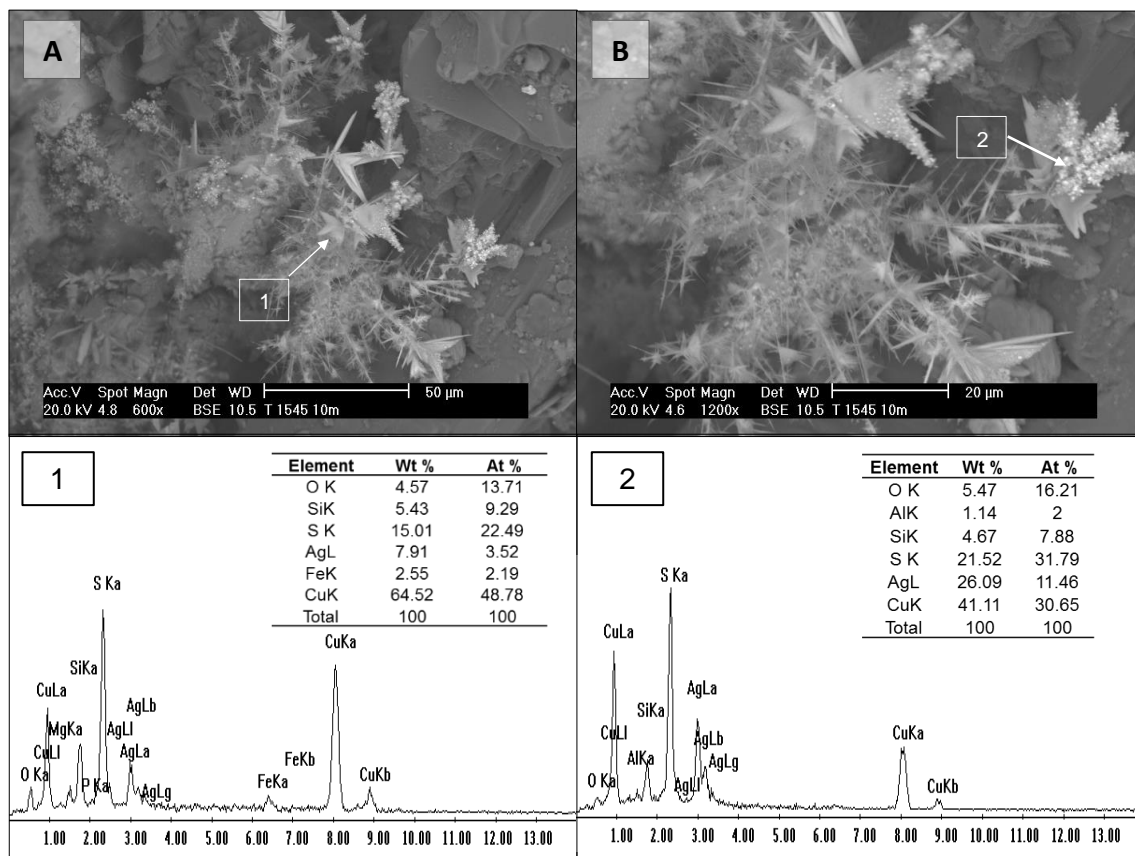 A
1
Acc.V Spot Magn Det WD 50 µm
20.0 kV 4.8 600x BSE 10.5 T 1545 10m
B
2
Acc.V Spot Magn Det WD 20 µm
20.0 kV 4.6 1200x BSE 10.5 T 1545 10m
1
Element Wt % At %
O K 4.57 13.71
SiK 5.43 9.29
S K 15.01 22.49
AgL 7.91 3.52
FeK 2.55 2.19
CuK 64.52 48.78
Total 100 100
S Ka
CuKa
SiKa
CuLa
AgLb
MgKa
AgLl
CuLl
AgLa
FeKb
O Ka
P Ka
FeKa
CuKb
AgLg
1.00 2.00 3.00 4.00 5.00 6.00 7.00 8.00 9.00 10.00 11.00 12.00 13.00
2
Element Wt % At %
O K 5.47 16.21
AlK 1.14 2
SiK 4.67 7.88
S K 21.52 31.79
AgL 26.09 11.46
CuK 41.11 30.65
Total 100 100
S Ka
CuLa
AgLa
SiKa
CuLl
AgLb
CuKa
AlKa
AgLg
O Ka
AgLl
CuKb
1.00 2.00 3.00 4.00 5.00 6.00 7.00 8.00 9.00 10.00 11.00 12.00 13.00